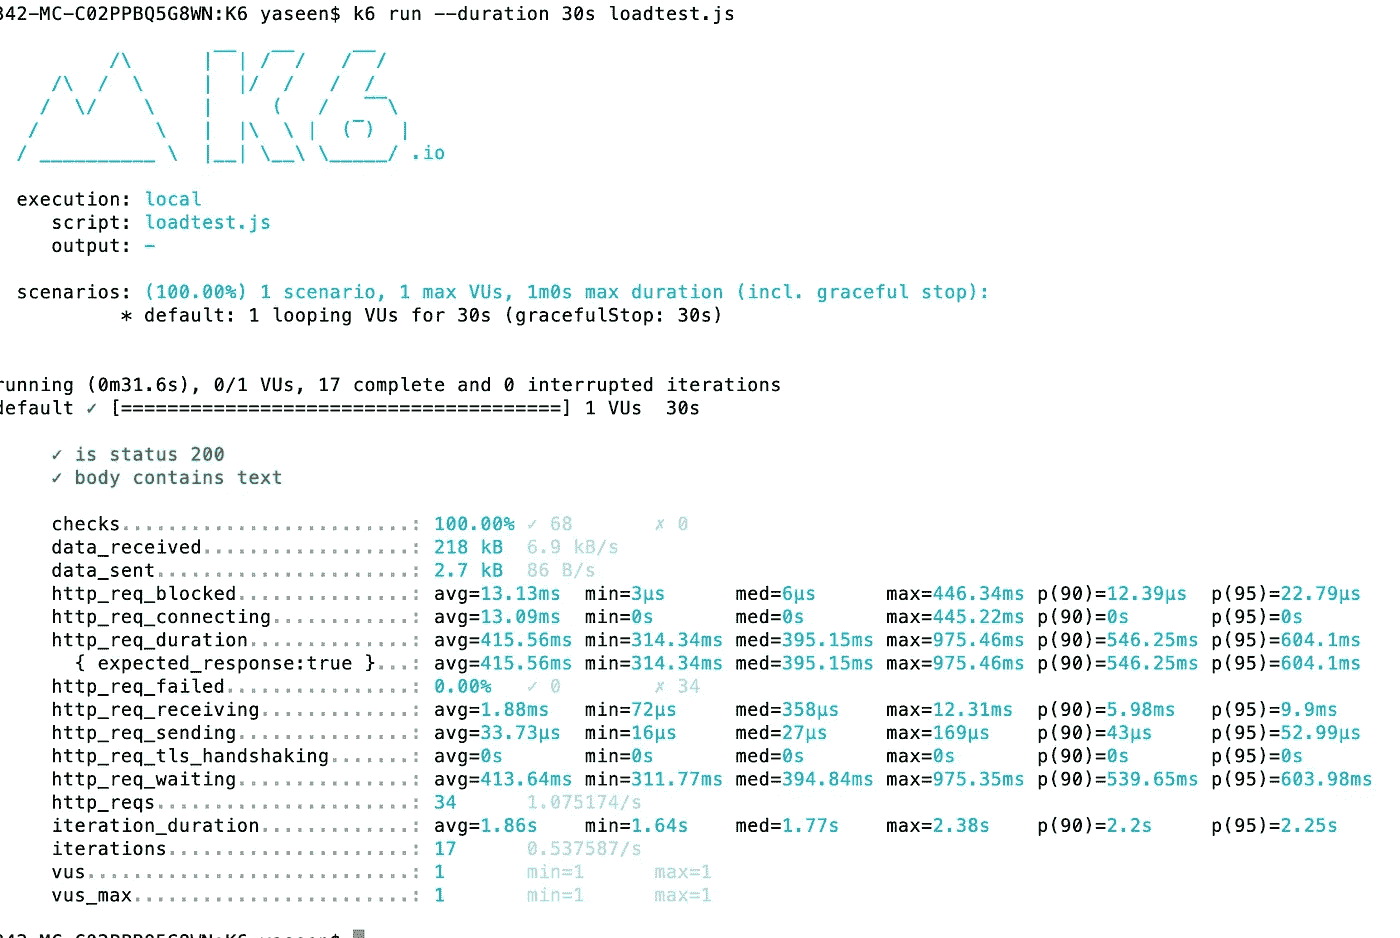 342-MC-C02PPBQ5G8WN:K6 yaseen$ k6 run --duration 30s loadtest.js
.io
execution: local
script: loadtest.js
output: -
scenarios: (100.00%) 1 scenario, 1 max VUs, 1m0s max duration (incl. graceful stop):
* default: 1 looping VUs for 30s (gracefulStop: 30s)
running (0m31.6s), 0/1 VUs, 17 complete and 0 interrupted iterations
default ✓ [======================================] 1 VUs  30s
✓ is status 200
✓ body contains text
checks.........................: 100.00% ✓ 68       ✗ 0
data_received..................: 218 kB  6.9 kB/s
data_sent......................: 2.7 kB  86 B/s
http_req_blocked...............: avg=13.13ms  min=3µs      med=6µs      max=446.34ms p(90)=12.39µs  p(95)=22.79µs
http_req_connecting............: avg=13.09ms  min=0s       med=0s       max=445.22ms p(90)=0s       p(95)=0s
http_req_duration..............: avg=415.56ms min=314.34ms med=395.15ms max=975.46ms p(90)=546.25ms p(95)=604.1ms
{ expected_response:true }...: avg=415.56ms min=314.34ms med=395.15ms max=975.46ms p(90)=546.25ms p(95)=604.1ms
http_req_failed................: 0.00%   ✓ 0        ✗ 34
http_req_receiving.............: avg=1.88ms   min=72µs     med=358µs    max=12.31ms  p(90)=5.98ms   p(95)=9.9ms
http_req_sending...............: avg=33.73µs  min=16µs     med=27µs     max=169µs    p(90)=43µs     p(95)=52.99µs
http_req_tls_handshaking.......: avg=0s       min=0s       med=0s       max=0s       p(90)=0s       p(95)=0s
http_req_waiting...............: avg=413.64ms min=311.77ms med=394.84ms max=975.35ms p(90)=539.65ms p(95)=603.98ms
http_reqs......................: 34      1.075174/s
iteration_duration.............: avg=1.86s    min=1.64s    med=1.77s    max=2.38s    p(90)=2.2s     p(95)=2.25s
iterations.....................: 17      0.537587/s
vus............................: 1       min=1      max=1
vus_max........................: 1       min=1      max=1
342-MC-C02PPBQ5G8WN:K6 yaseen$